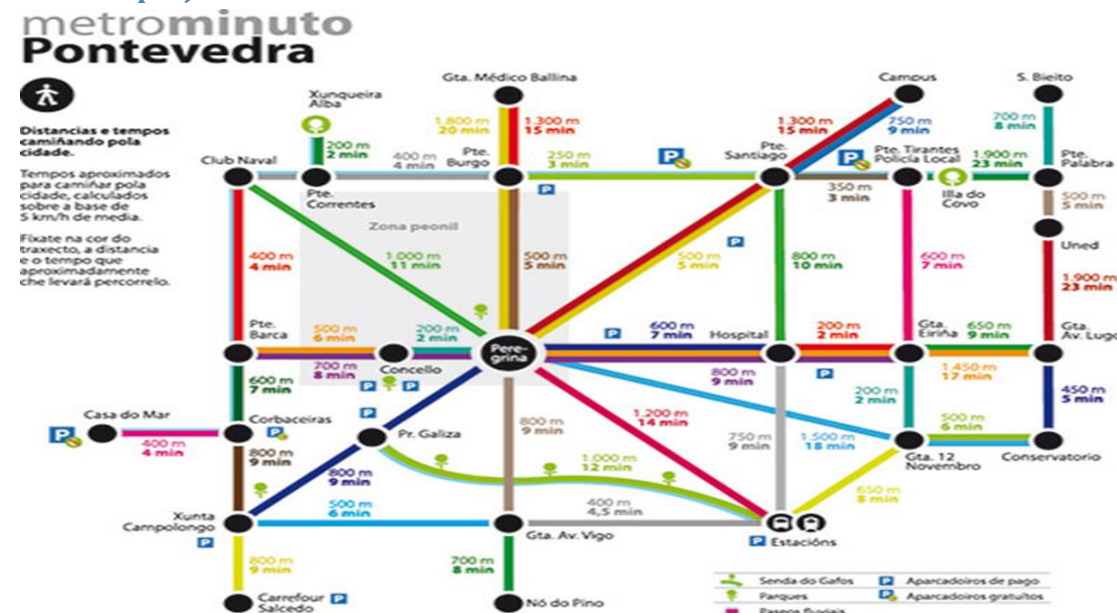 metrominuto
Pontevedra
Distancias e tempos
camiñando pola
cidade.
Tempos aproximados
para camiñar pola
cidade, calculados
sobre a base de
5 km/h de media.
Fíxate na cor do
traxecto, a distancia
e o tempo que
aproximadamente
che levará percorrelo.
Gta. Médico Ballina
Campus
S. Bieito
Xunqueira
Alba
1.800 m
20 min
1.300 m
15 min
1.300 m
15 min
750 m
9 min
700 m
8 min
200 m
2 min
Club Naval
400 m
4 min
Pte.
Burgo
250 m
3 min
Pte.
Santiago
Pte. Tirantes
Policía Local
1.900 m
23 min
Pte.
Palabra
Pte.
Correntes
350 m
3 min
Illa do
Covo
500 m
5 min
Zona peonil
Uned
400 m
4 min
1.000 m
11 min
500 m
5 min
500 m
5 min
800 m
10 min
600 m
7 min
1.900 m
23 min
Pte.
Barca
500 m
6 min
200 m
2 min
Pere-
grina
600 m
7 min
Hospital
200 m
2 min
Gta.
Eiriña
650 m
9 min
Gta.
Av. Lugo
700 m
8 min
Concello
800 m
9 min
1.450 m
17 min
600 m
7 min
200 m
2 min
450 m
5 min
Casa do Mar
Corbaceiras
400 m
4 min
Pr. Galiza
800 m
9 min
1.200 m
14 min
750 m
9 min
1.500 m
18 min
500 m
6 min
Gta. 12
Novembro
Conservatorio
800 m
9 min
800 m
9 min
1.000 m
12 min
650 m
8 min
Xunta
Campolongo
500 m
6 min
400 m
4,5 min
Gta. Av. Vigo
Estacións
800 m
9 min
700 m
8 min
Carrefour
Salcedo
Nó do Pino
Senda do Gafos
Aparcadoiros de pago
Parques
Aparcadoiros gratuítos
Paseos fluviais